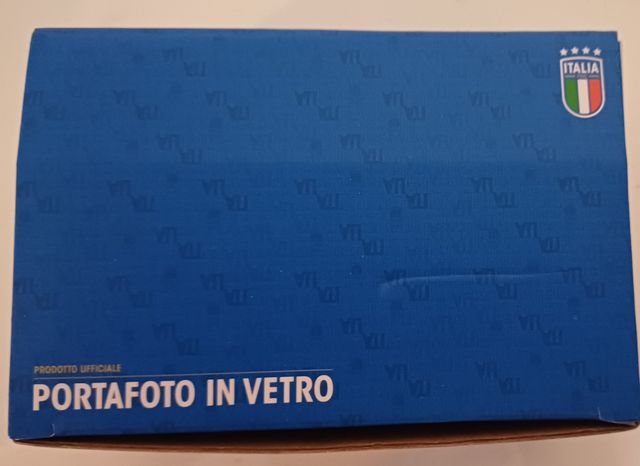 ITALIA
PRODOTTO UFFICIALE
PORTAFOTO IN VETRO